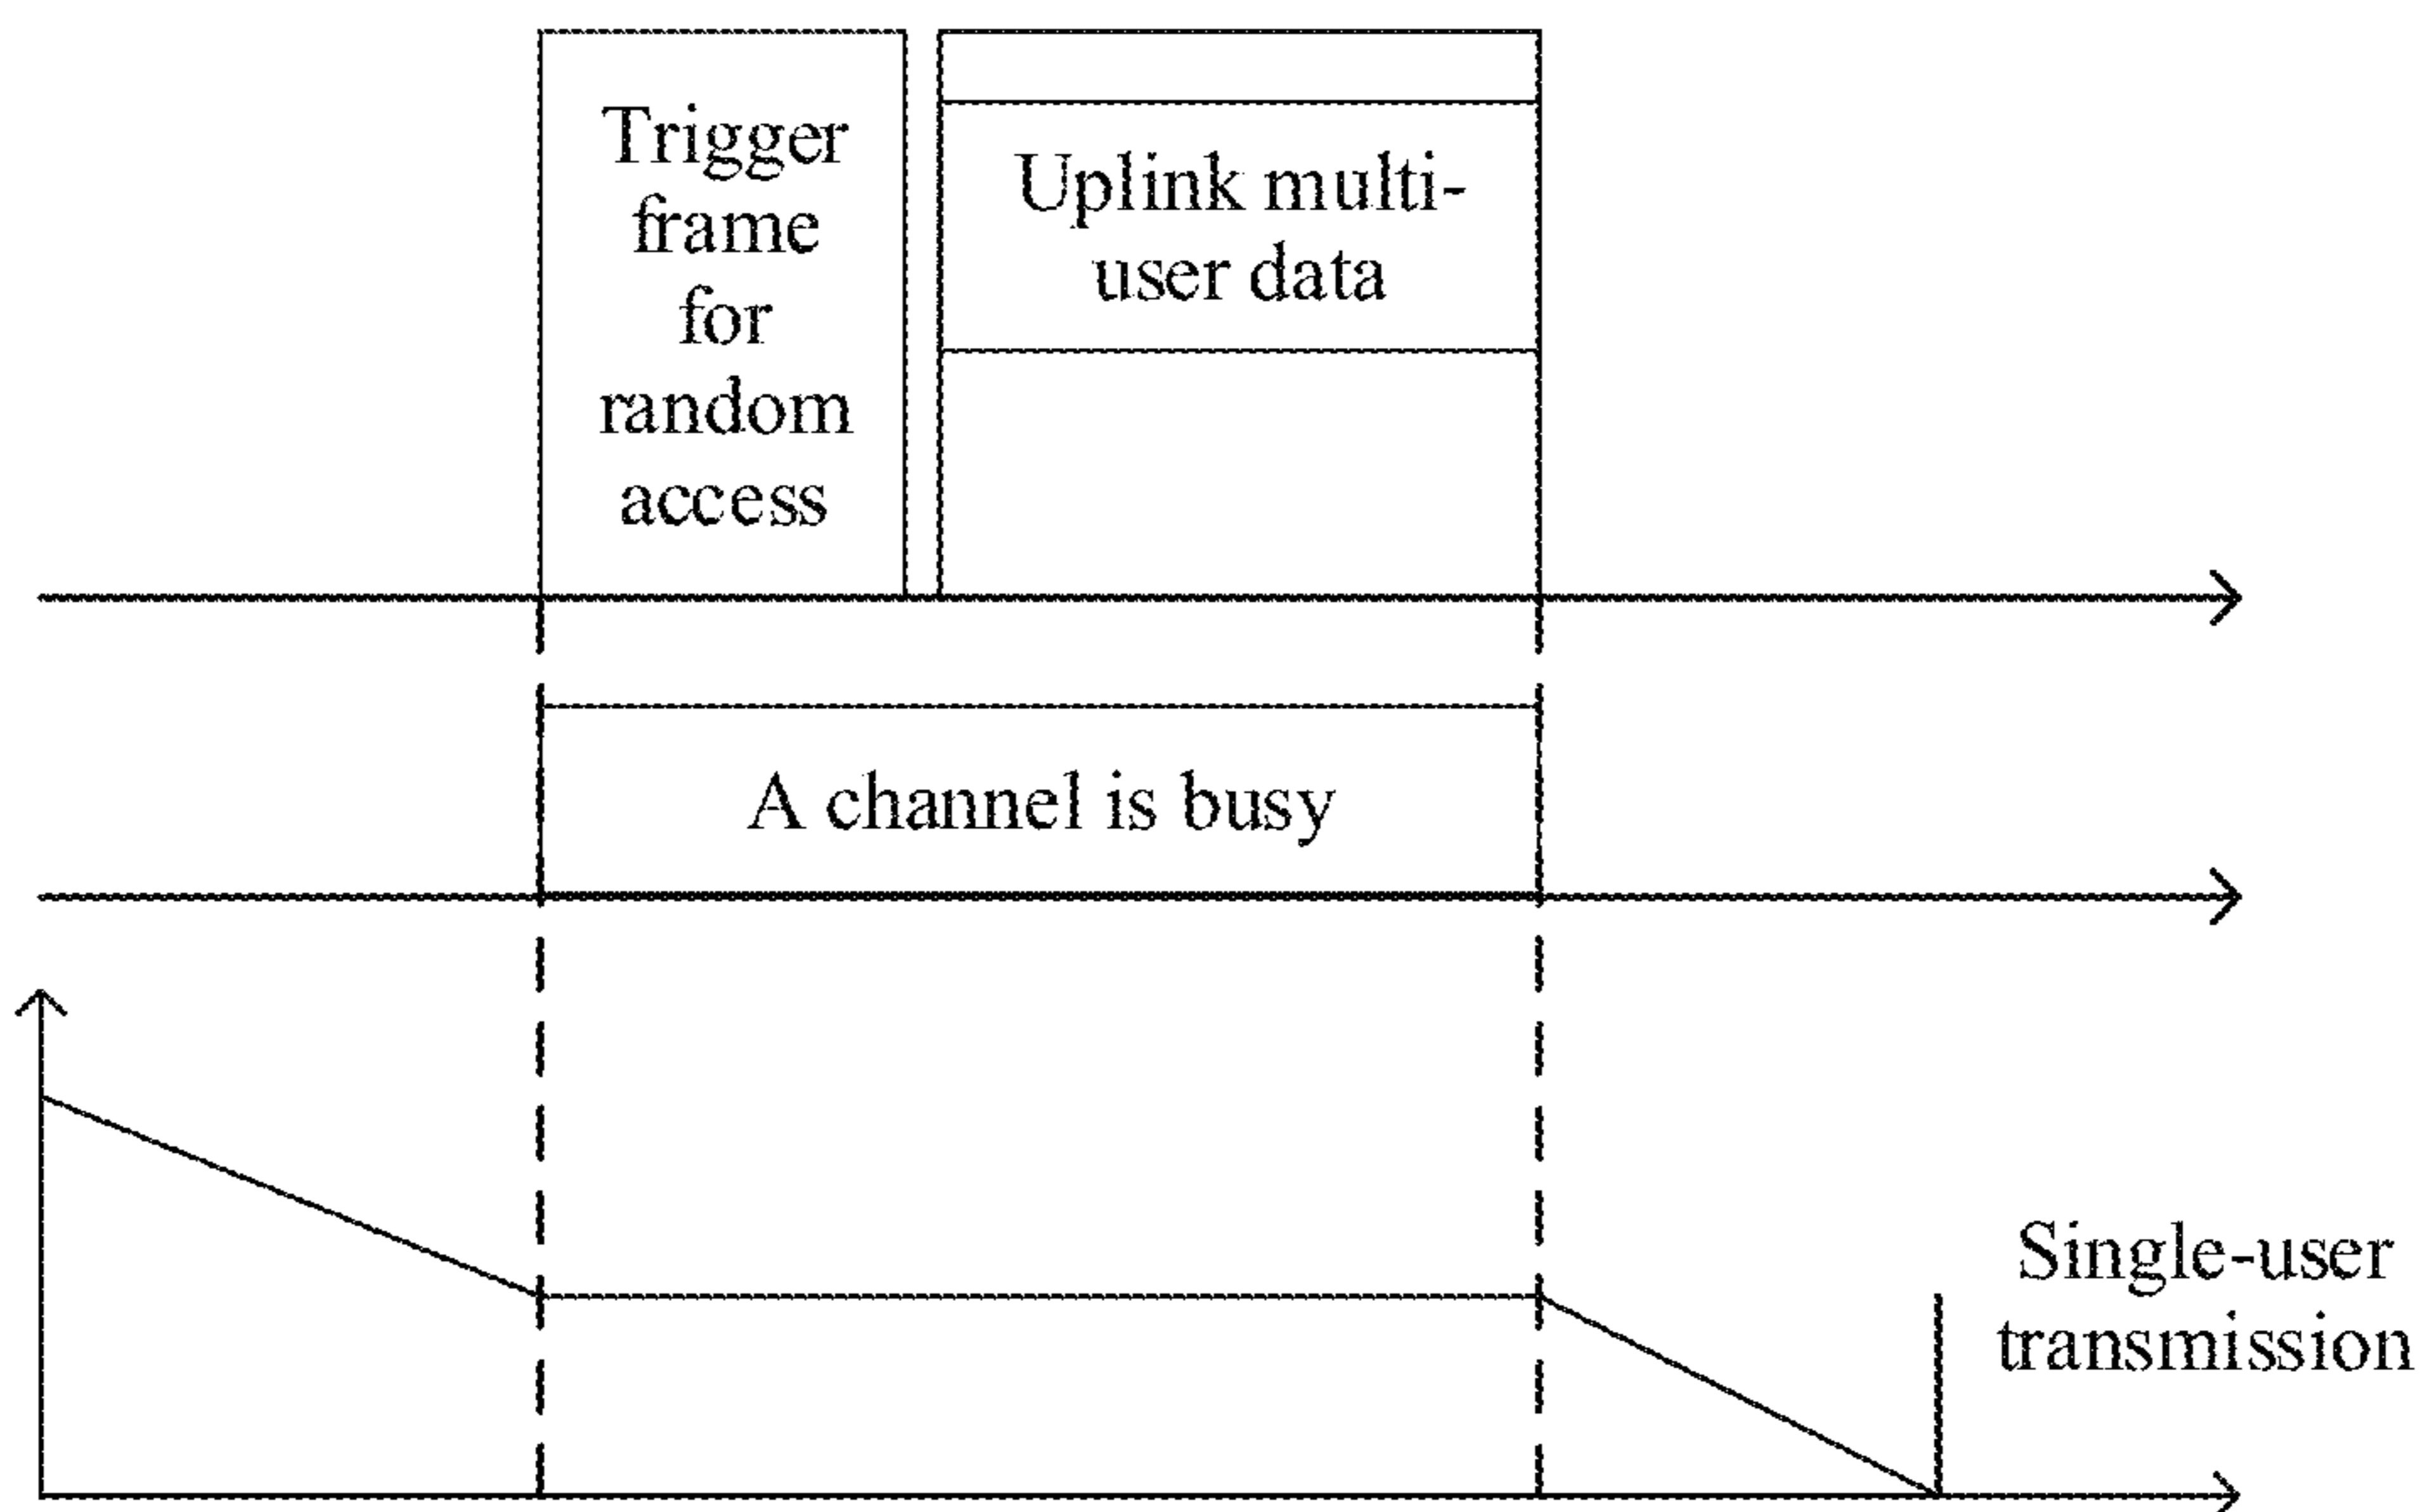 Trigger
frame
for
random
access
Uplink multi-
user data
A channel is busy
Single-user
transmission